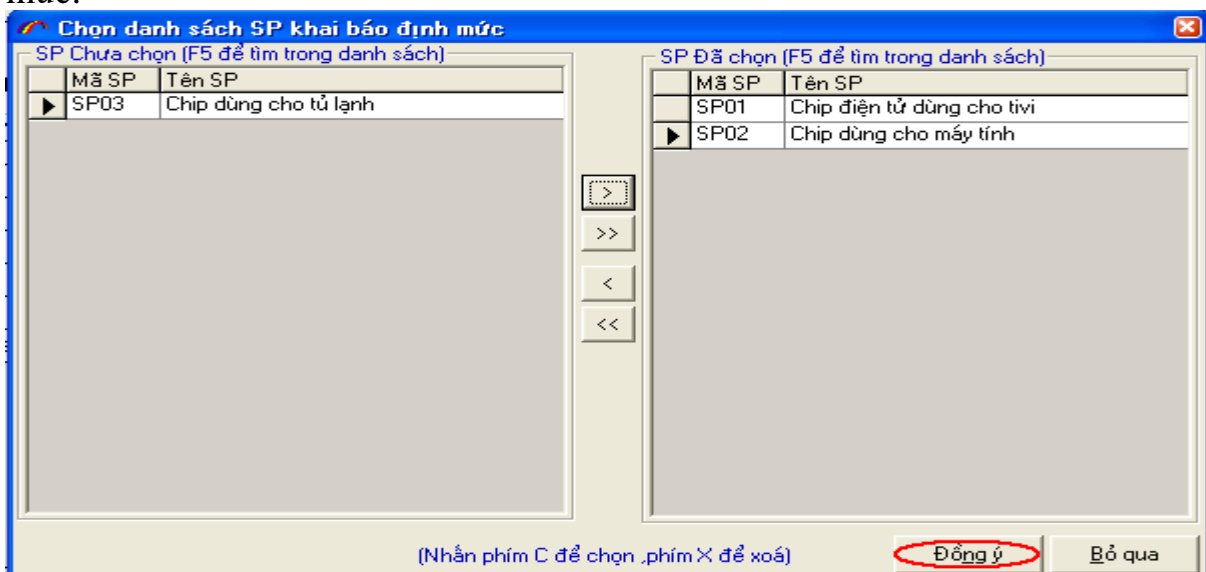 mức.
Chọn danh sách SP khai báo định mức
SP Chưa chọn (F5 để tìm trong danh sách)
Mã SP Tên SP
SP03 Chip dùng cho tủ lạnh
>
>>
<
<<
SP Đã chọn (F5 để tìm trong danh sách)
Mã SP Tên SP
SP01 Chip điện tử dùng cho tivi
SP02 Chip dùng cho máy tính
(Nhấn phím C để chọn ,phím X để xoá)
Đồng ý
Bỏ qua